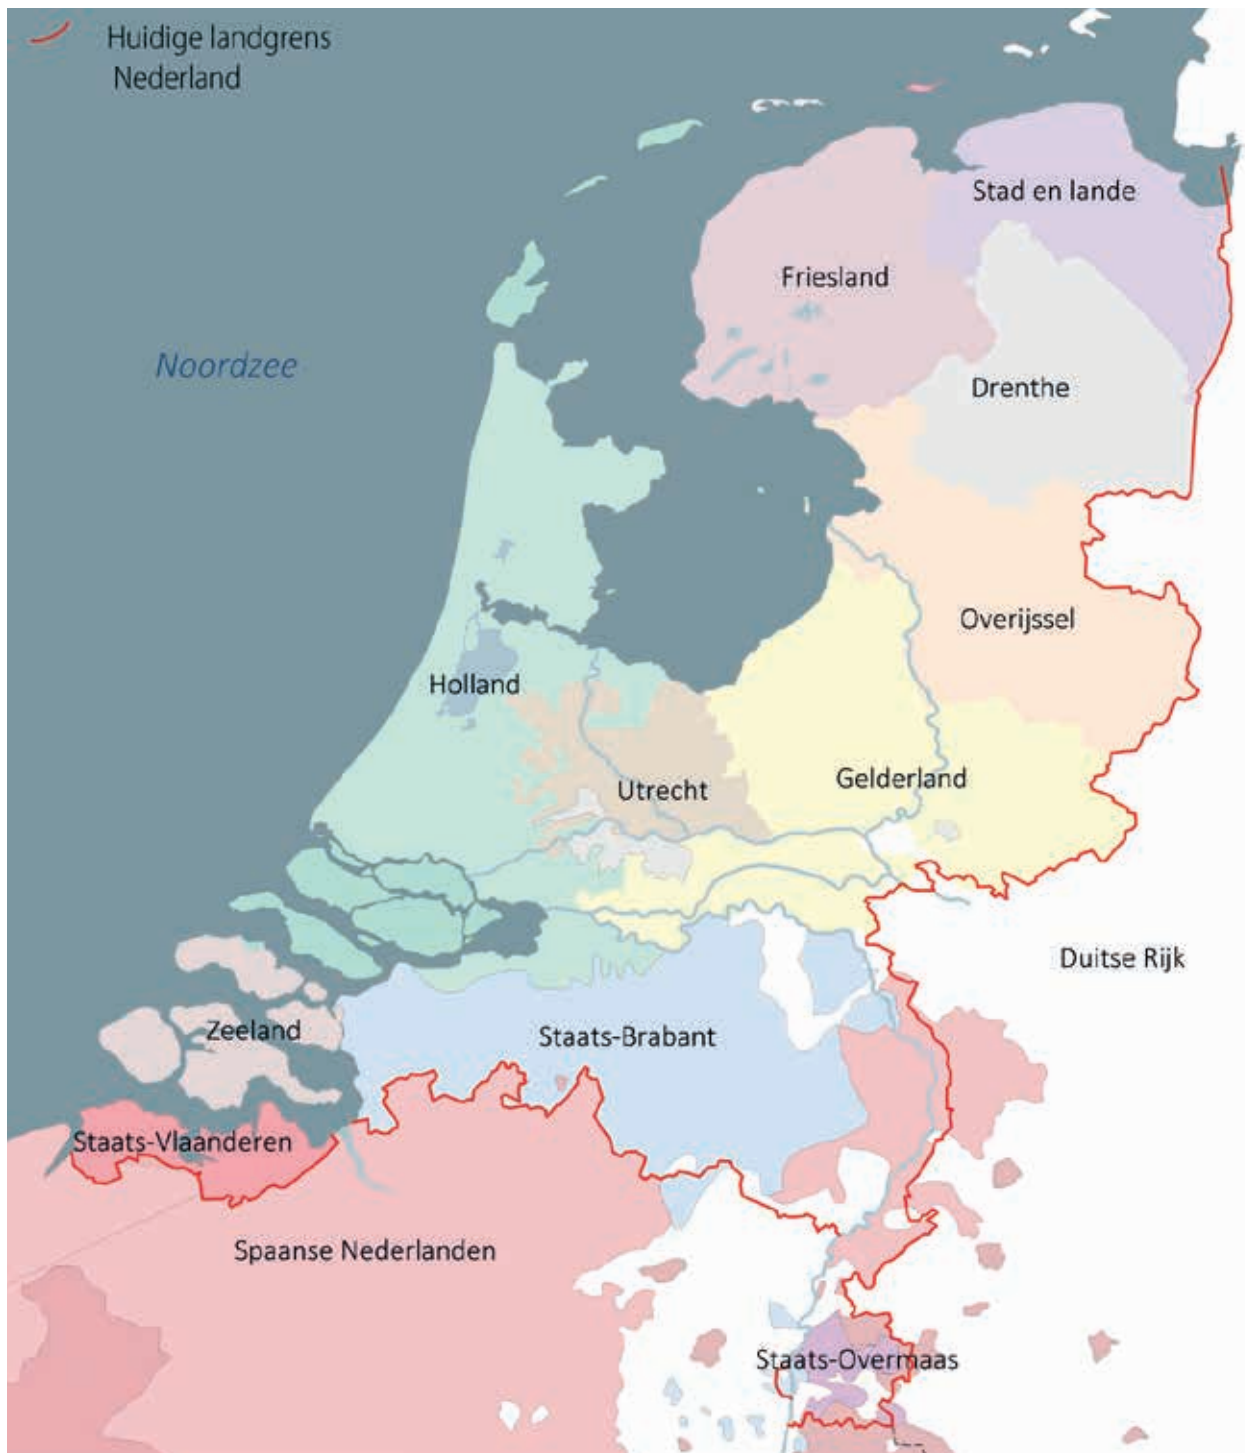 Huidige landgrens
Nederland
Stad en lande
Friesland
Noordzee
Drenthe
Overijssel
Holland
Gelderland
Utrecht
Duitse Rijk
Zeeland
Staats-Brabant
Staats-Vlaanderen
Spaanse Nederlanden
Staats-Overmaas